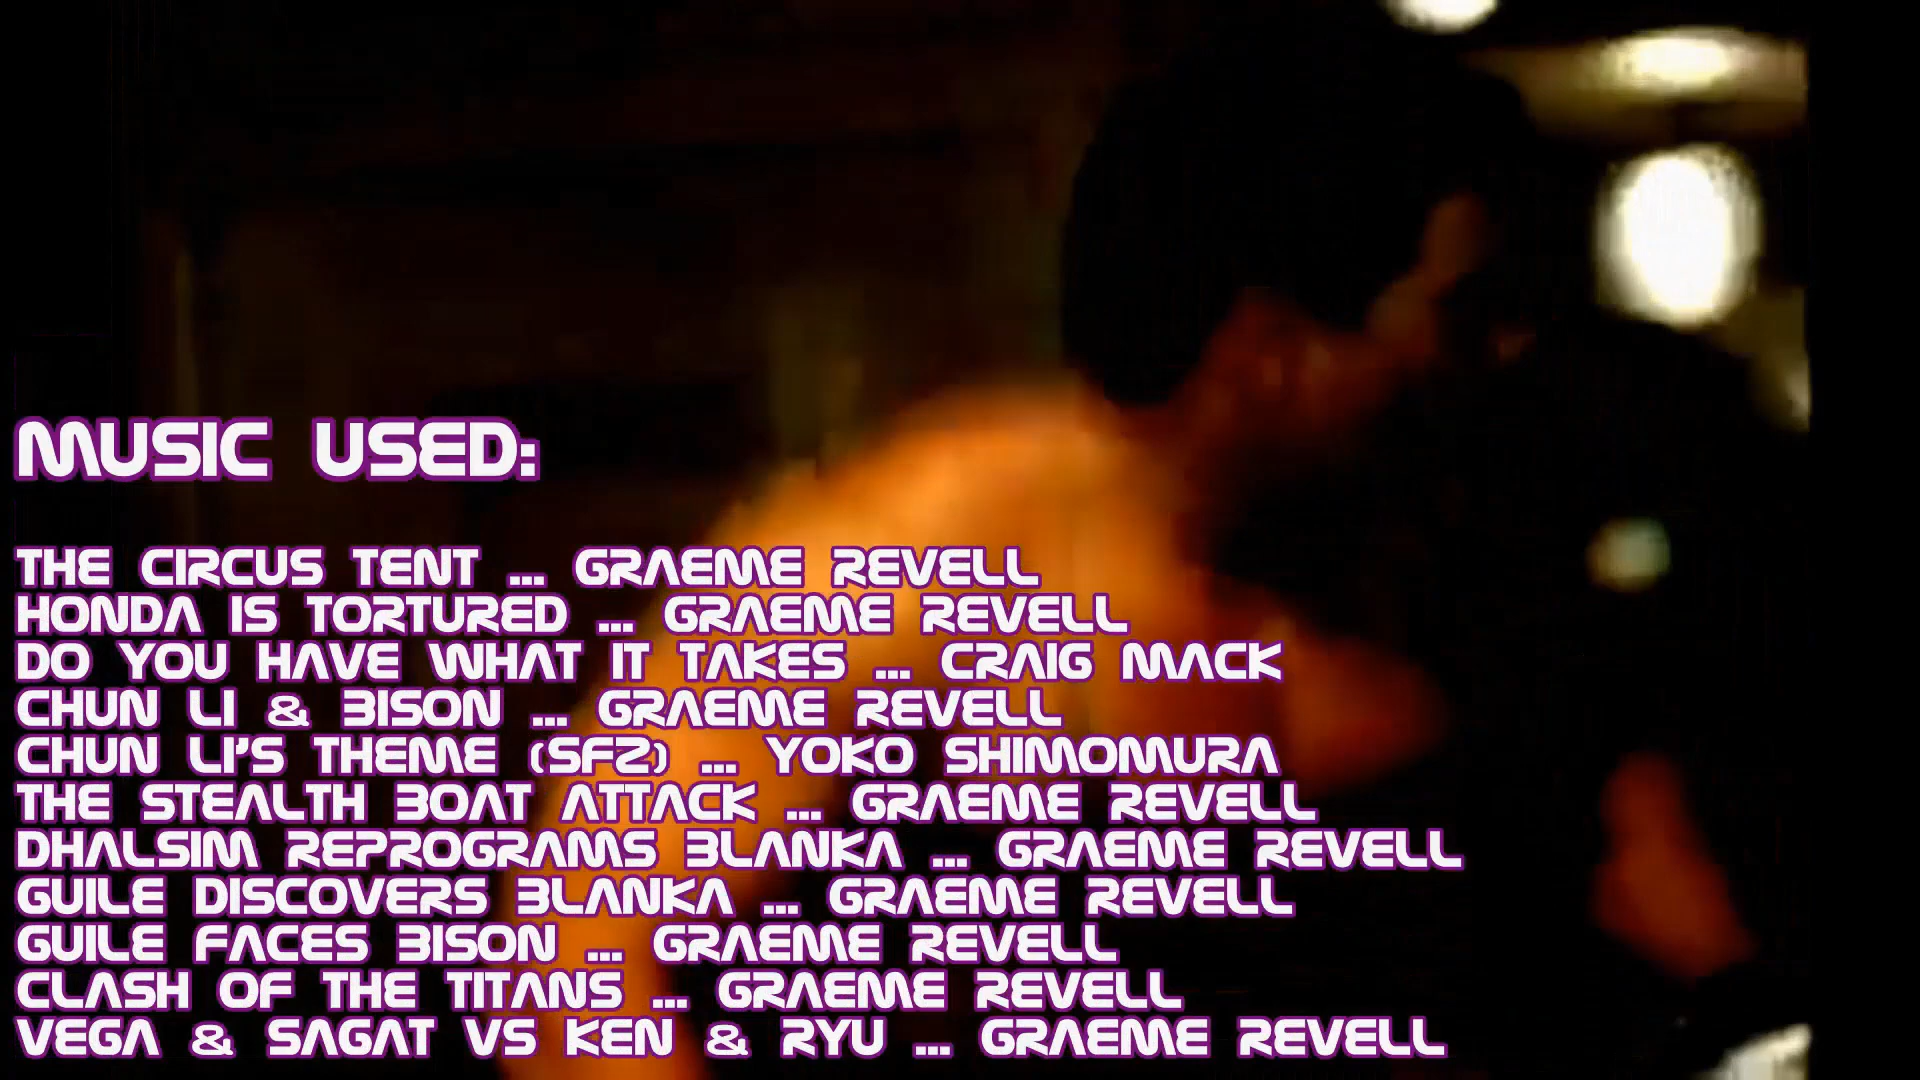 MUSIC USED:
THE CIRCUS TENT ... GRAEME REVELL
HONDA IS TORTURED ... GRAEME REVELL
DO YOU HAVE WHAT IT TAKES ... CRAIG MACK
CHUN LI & BISON ... GRAEME REVELL
CHUN LI'S THEME (SF2) ... YOKO SHIMOMURA
THE STEALTH BOAT ATTACK ... GRAEME REVELL
DHALSIM REPROGRAMS BLANKA ... GRAEME REVELL
GUILE DISCOVERS BLANKA ... GRAEME REVELL
GUILE FACES BISON ... GRAEME REVELL
CLASH OF THE TITANS ... GRAEME REVELL
VEGA & SAGAT VS KEN & RYU ... GRAEME REVELL